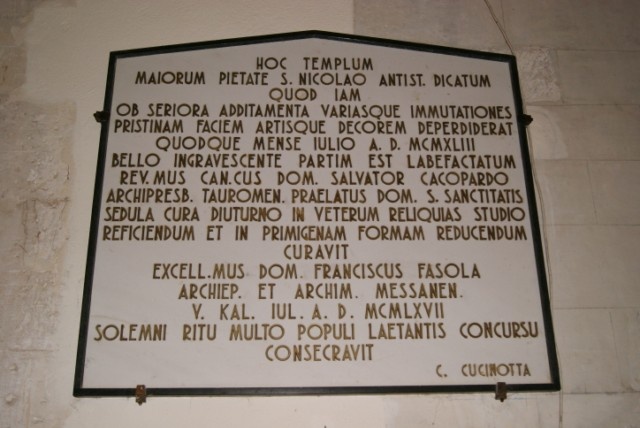 HOC TEMPLUM
MAIORUM PIETATE S. NICOLAO ANTIST. DICATUM
QUOD IAM
OB SERIORA ADDITAMENTA VARIASQUE IMMUTATIONES
PRISTINAM FACIEM ARTISQUE DECOREM DEPERDIDERAT
QUODQUE MENSE IULIO A. D. MCMXLIII
BELLO INGRAVESCENTE PARTIM EST LABEFACTATUM
REV.MUS CAN.CUS DOM. SALVATOR CACOPARDO
ARCHIPRESB. TAUROMEN. PRAELATUS DOM. S. SANCTITATIS
SEDULA CURA DIUTURNO IN VETERUM RELIQUIAS STUDIO
REFICIENDUM ET IN PRIMIGENAM FORMAM REDUCENDUM
CURAVIT
EXCELL.MUS DOM. FRANCISCUS FASOLA
ARCHIEP. ET ARCHIM. MESSANEN.
V. KAL. IUL. A. D. MCMLXVII
SOLEMNI RITU MULTO POPULI LAETANTIS CONCURSU
CONSECRAVIT
C. CUCINOTTA